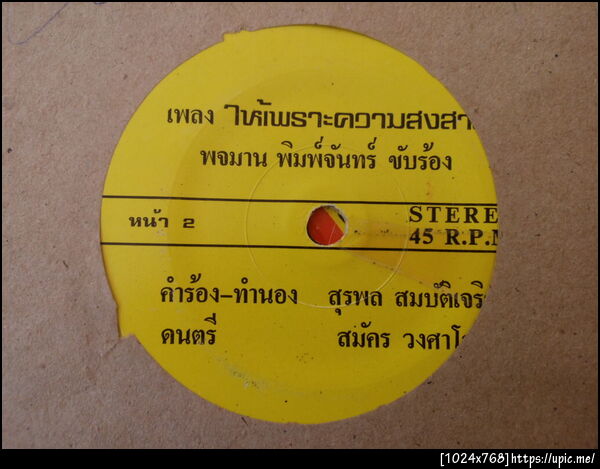 เพลง ให้เพราะความสงสา
พจมาน พิมพ์จันทร์ ขับร้อง
หน้า 2
STERE
45 R.P.M
คำร้อง-ทำนอง สุรพล สมบัติเจริ
ดนตรี สมัคร วงศาโ
[1024x768]https://upic.me/